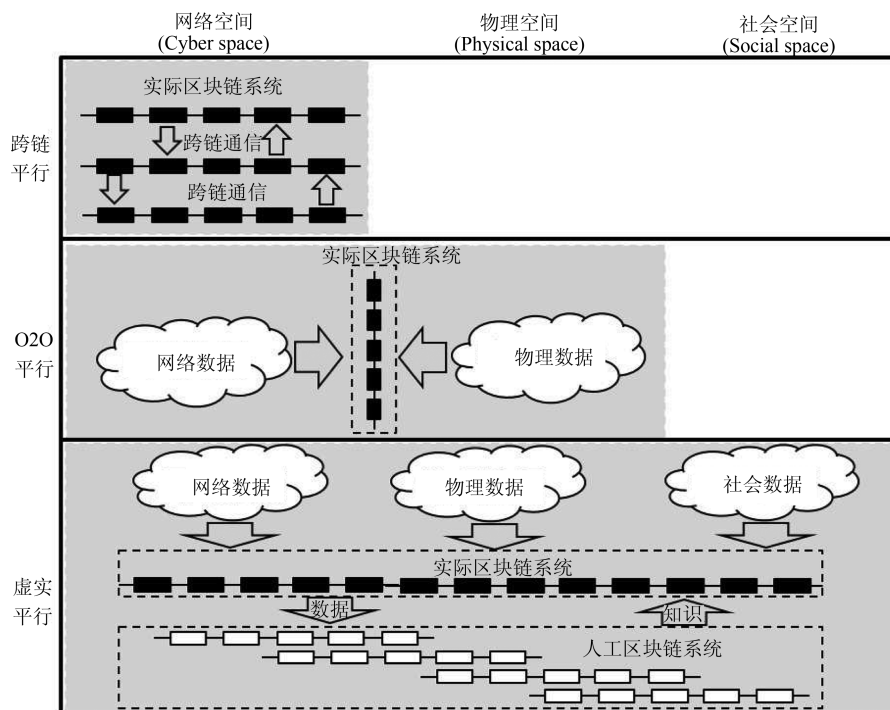 网络空间
(Cyber space)
物理空间
(Physical space)
社会空间
(Social space)
跨链
平行
实际区块链系统
跨链通信
跨链通信
O2O
平行
实际区块链系统
网络数据
物理数据
虚实
平行
网络数据
物理数据
社会数据
实际区块链系统
数据
知识
人工区块链系统